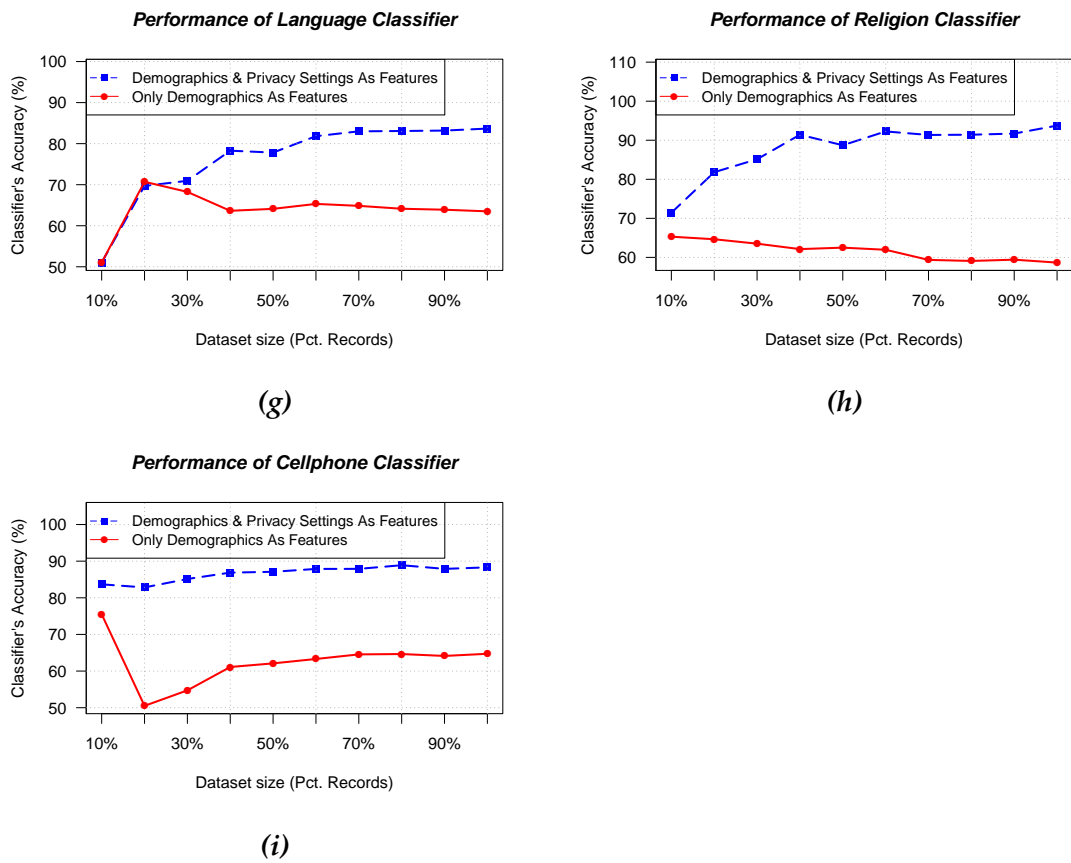 Performance of Language Classifier
Classifier's Accuracy (%)
100
90
80
70
60
50
Demographics & Privacy Settings As Features
Only Demographics As Features
10% 30% 50% 70% 90%
Dataset size (Pct. Records)
(g)
Performance of Religion Classifier
Classifier's Accuracy (%)
110
100
90
80
70
60
Demographics & Privacy Settings As Features
Only Demographics As Features
10% 30% 50% 70% 90%
Dataset size (Pct. Records)
(h)
Performance of Cellphone Classifier
Classifier's Accuracy (%)
100
90
80
70
60
50
Demographics & Privacy Settings As Features
Only Demographics As Features
10% 30% 50% 70% 90%
Dataset size (Pct. Records)
(i)